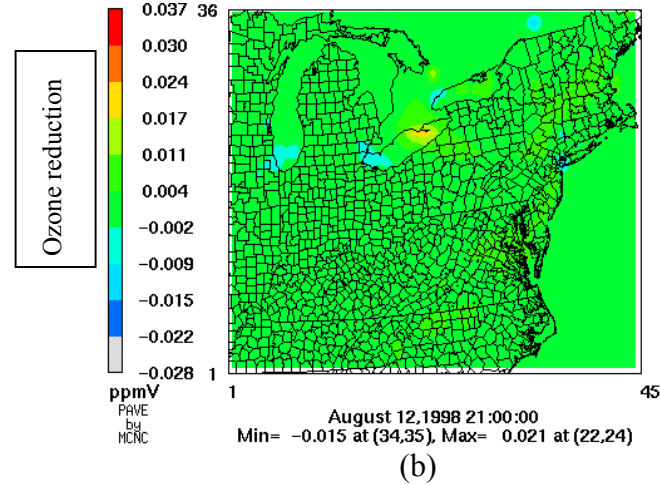 Ozone reduction
0.037
0.030
0.024
0.017
0.011
0.004
−0.002
−0.009
−0.015
−0.022
−0.028
ppmV
PAVE
by
MCNC
36
1
1
45
August 12,1998 21:00:00
Min= −0.015 at (34,35), Max= 0.021 at (22,24)
(b)